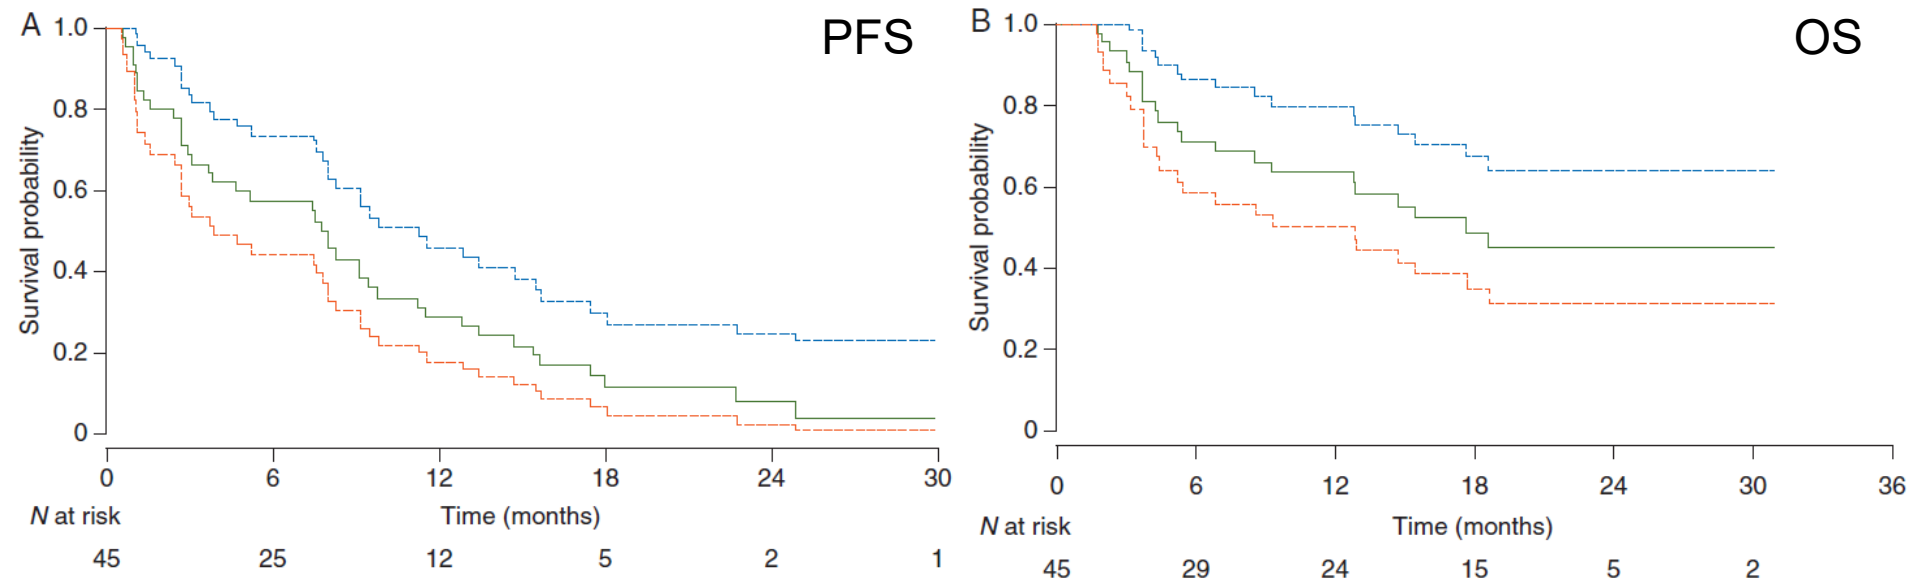 A
PFS
1.0
0.8
0.6
0.4
0.2
0
Survival probability
0 6 12 18 24 30
N at risk Time (months)
45 25 12 5 2 1
B
OS
1.0
0.8
0.6
0.4
0.2
0
Survival probability
0 6 12 18 24 30 36
N at risk Time (months)
45 29 24 15 5 2